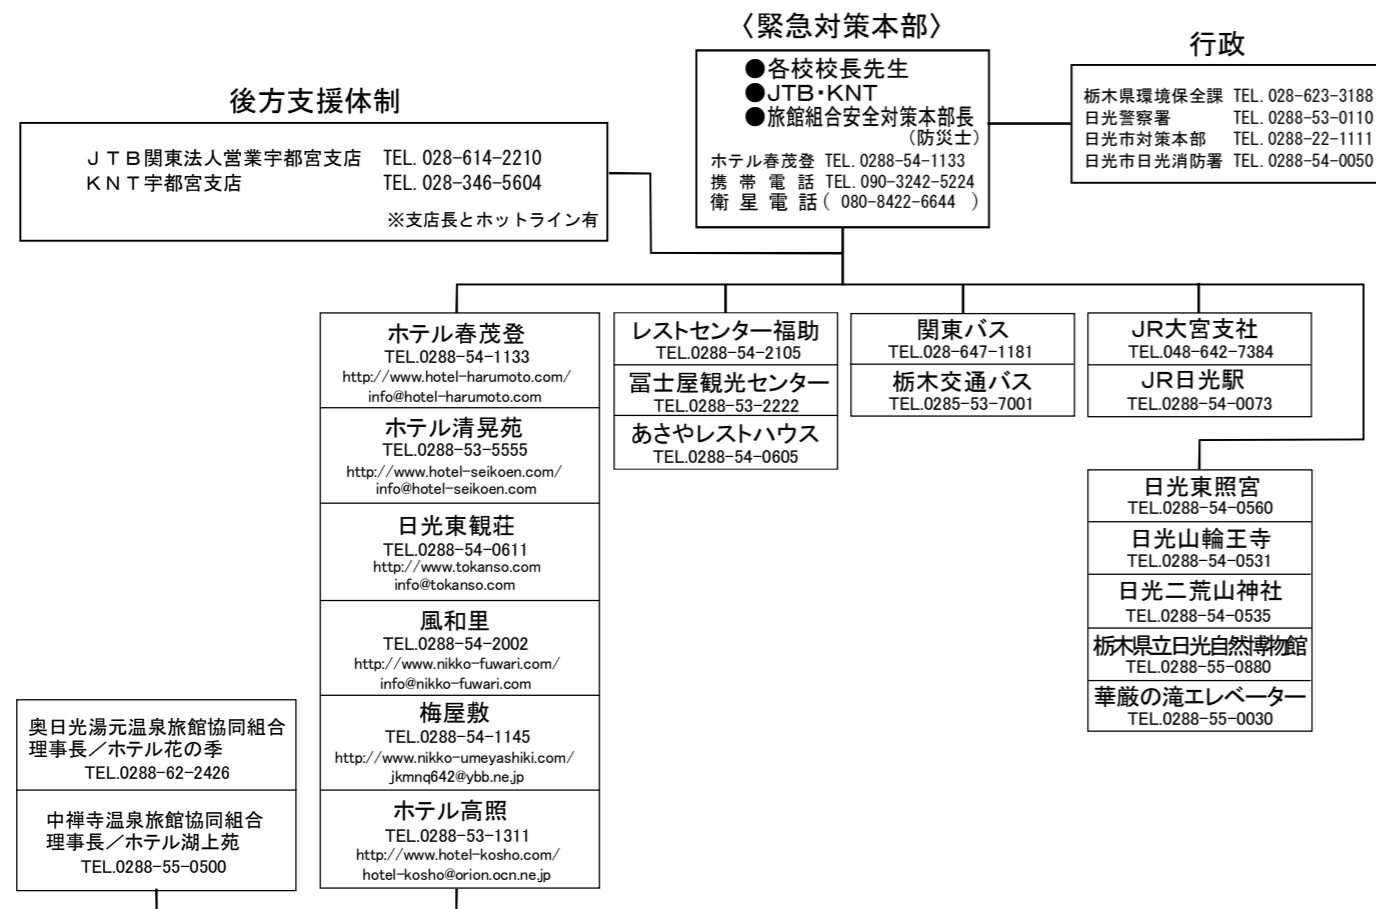 〈緊急対策本部〉
●各校校長先生
●JTB・KNT
●旅館組合安全対策本部長
(防災士)
ホテル春茂登 TEL. 0288-54-1133
携帯電話 TEL. 090-3242-5224
衛星電話( 080-8422-6644 )
行政
栃木県環境保全課 TEL. 028-623-3188
日光警察署 TEL. 0288-53-0110
日光市対策本部 TEL. 0288-22-1111
日光市日光消防署 TEL. 0288-54-0050
後方支援体制
JTB関東法人営業宇都宮支店 TEL. 028-614-2210
KNT宇都宮支店 TEL. 028-346-5604
※支店長とホットライン有
ホテル春茂登
TEL.0288-54-1133
http://www.hotel-harumoto.com/
info@hotel-harumoto.com
ホテル清晃苑
TEL.0288-53-5555
http://www.hotel-seikoen.com/
info@hotel-seikoen.com
日光東観荘
TEL.0288-54-0611
http://www.tokanso.com
info@tokanso.com
風和里
TEL.0288-54-2002
http://www.nikko-fuwari.com/
info@nikko-fuwari.com
梅屋敷
TEL.0288-54-1145
http://www.nikko-umeyashiki.com/
jkmnq642@ybb.ne.jp
ホテル高照
TEL.0288-53-1311
http://www.hotel-kosho.com/
hotel-kosho@orion.ocn.ne.jp
レストセンター福助
TEL.0288-54-2105
冨士屋観光センター
TEL.0288-53-2222
あさやレストハウス
TEL.0288-54-0605
関東バス
TEL.028-647-1181
栃木交通バス
TEL.0285-53-7001
JR大宮支社
TEL.048-642-7384
JR日光駅
TEL.0288-54-0073
日光東照宮
TEL.0288-54-0560
日光山輪王寺
TEL.0288-54-0531
日光二荒山神社
TEL.0288-54-0535
栃木県立日光自然博物館
TEL.0288-55-0880
華厳の滝エレベーター
TEL.0288-55-0030
奥日光湯元温泉旅館協同組合
理事長／ホテル花の季
TEL.0288-62-2426
中禅寺温泉旅館協同組合
理事長／ホテル湖上苑
TEL.0288-55-0500